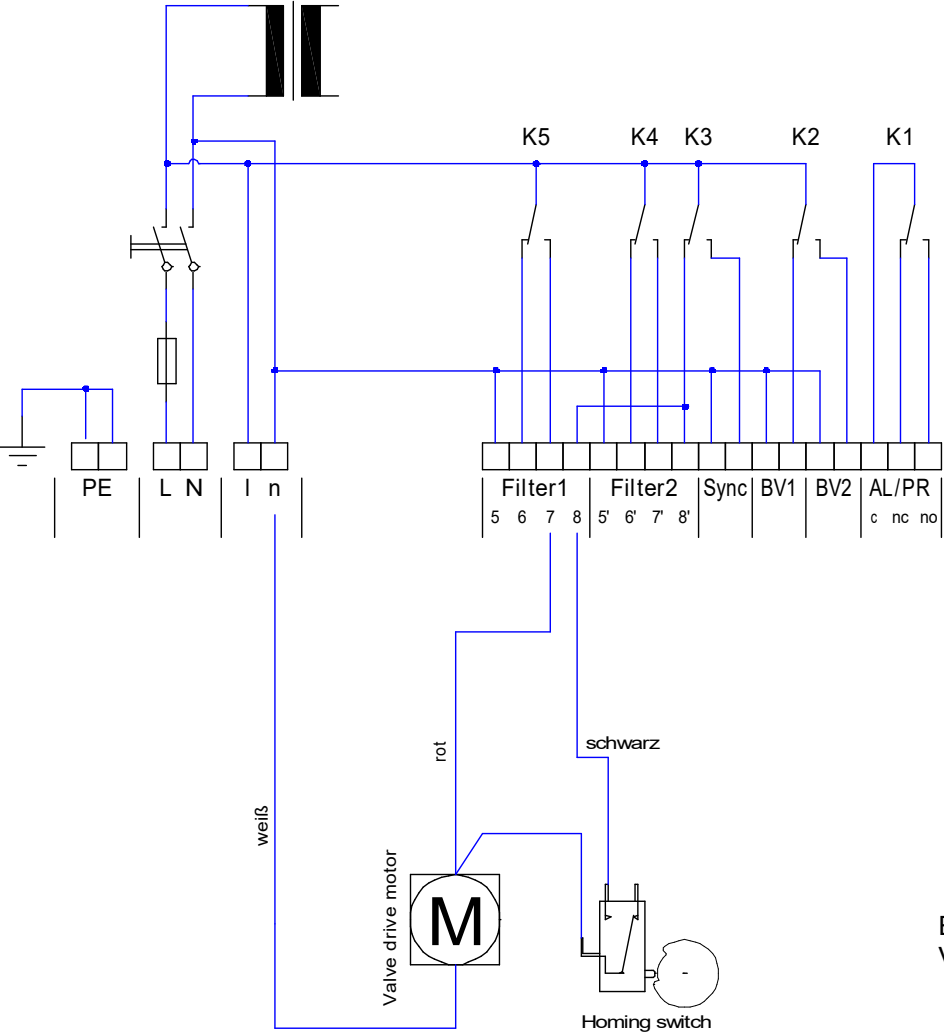 K5 K4 K3 K2 K1
PE L N l n Filter1 Filter2 Sync BV1 BV2 AL/PR
5 6 7 8 5' 6' 7' 8' c nc no
rot
schwarz
weiß
Valve drive motor
M
Homing switch